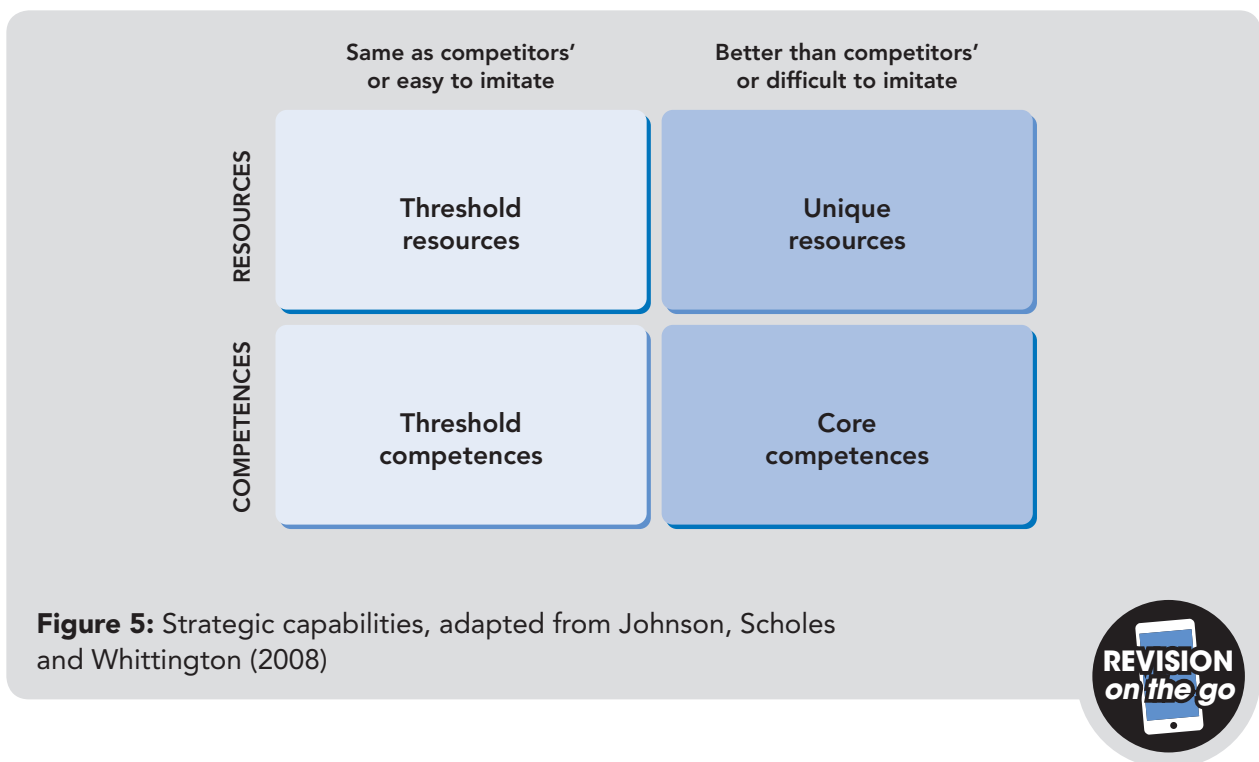 Same as competitors’
or easy to imitate
Better than competitors’
or difficult to imitate
RESOURCES
Threshold
resources
Unique
resources
COMPETENCES
Threshold
competences
Core
competences
Figure 5: Strategic capabilities, adapted from Johnson, Scholes
and Whittington (2008)
REVISION
on the go